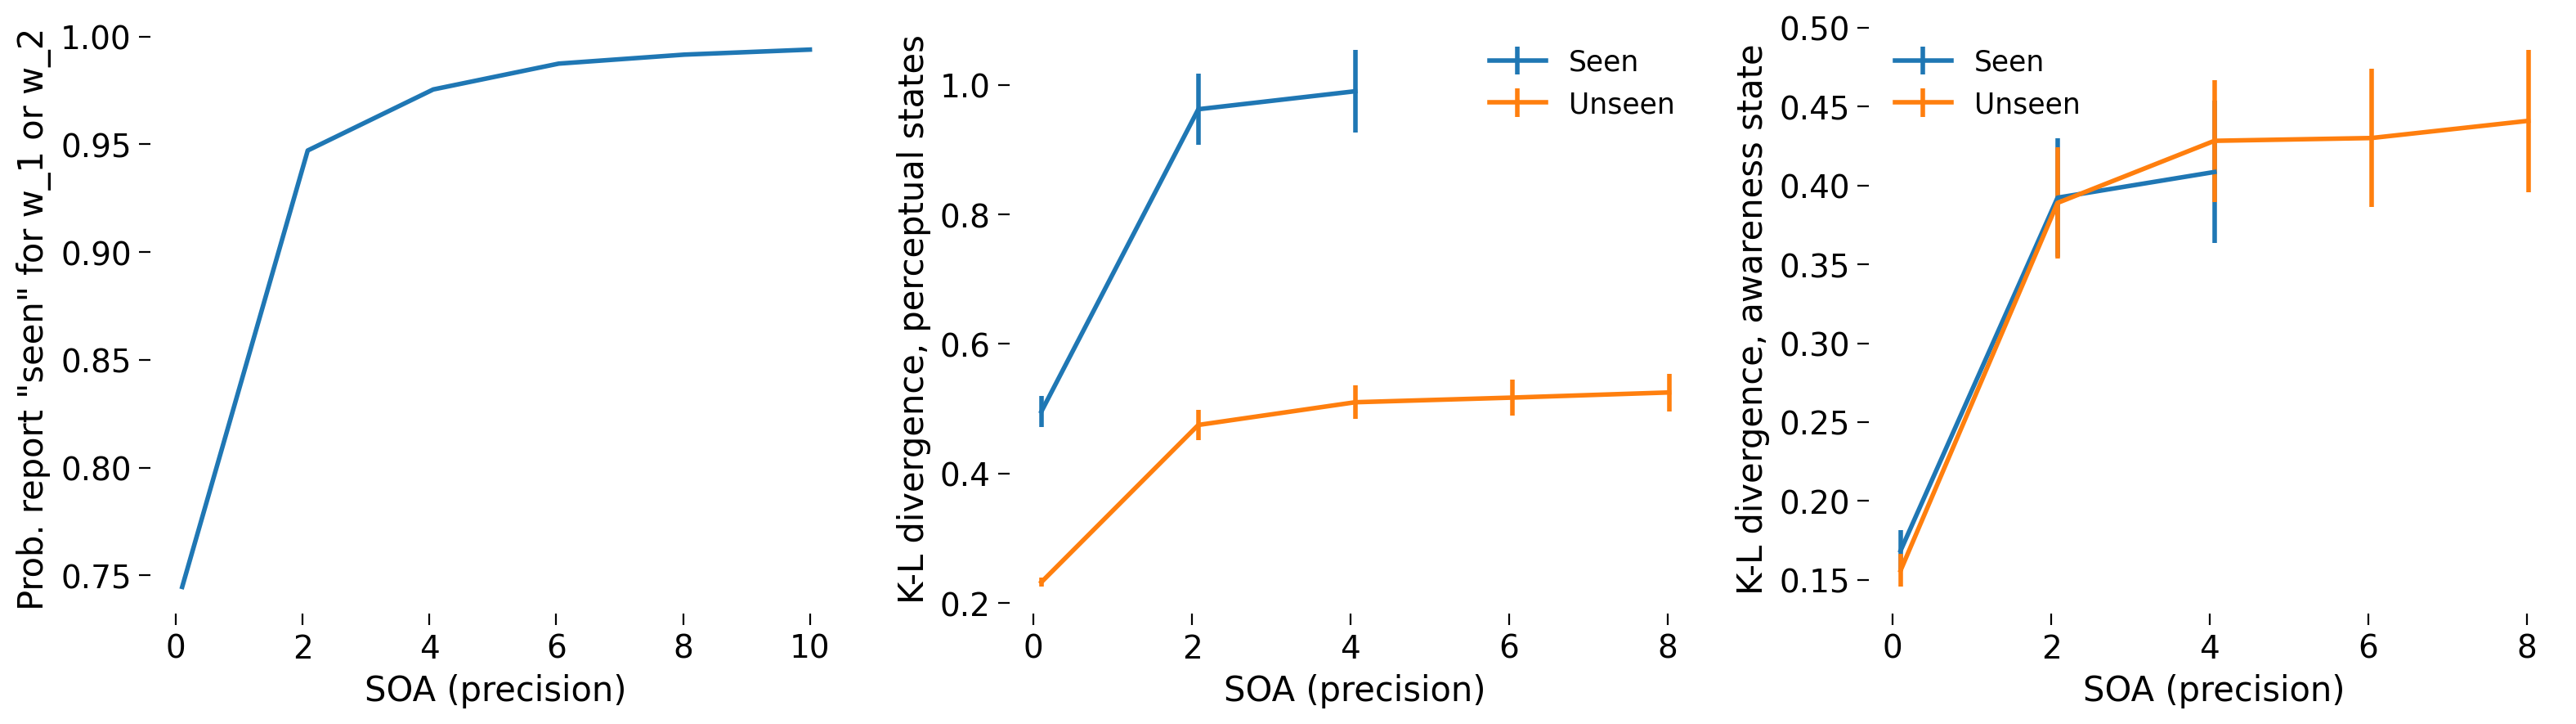 Prob. report "seen" for w_1 or w_2
1.00
0.95
0.90
0.85
0.80
0.75
0 2 4 6 8 10
SOA (precision)
K-L divergence, perceptual states
1.0
0.8
0.6
0.4
0.2
0 2 4 6 8
SOA (precision)
Seen
Unseen
K-L divergence, awareness state
0.50
0.45
0.40
0.35
0.30
0.25
0.20
0.15
0 2 4 6 8
SOA (precision)
Seen
Unseen